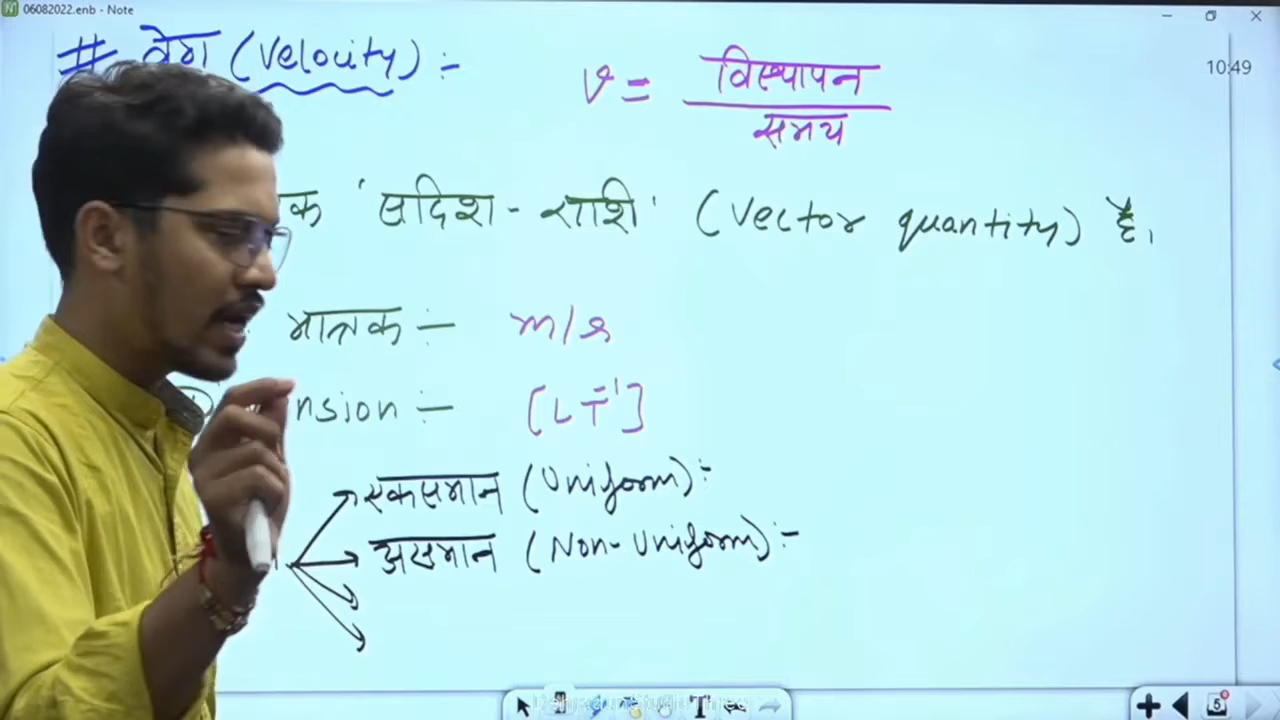 06082022.enb - Note
10:49
# वेग (Velocity) :-
v = विस्थापन
समय
क 'सदिश - राशि' (Vector quantity) है।
मात्रक :- m/s
nsion :- [LT⁻¹]
एकसमान (Uniform) :-
असमान (Non-Uniform) :-
T
5